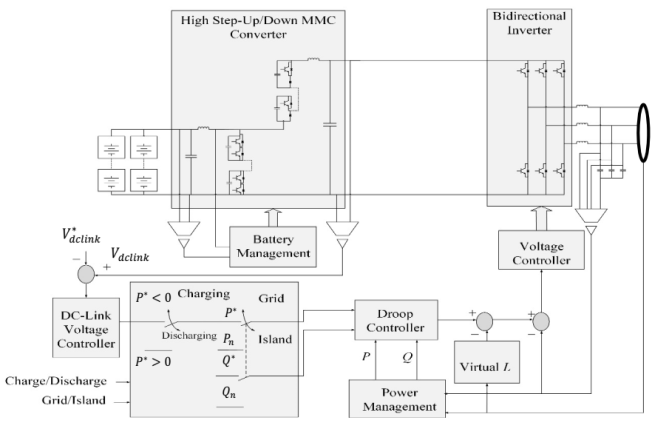 High Step-Up/Down MMC
Converter
Bidirectional
Inverter
Battery
Management
Voltage
Controller
V*dclink
Vdclink
− +
DC-Link
Voltage
Controller
P* < 0 Charging
Discharging
P* > 0
P* Grid
Pn Island
Q*
Qn
Charge/Discharge
Grid/Island
Droop
Controller
P Q
Power
Management
Virtual L
+ −
+ −